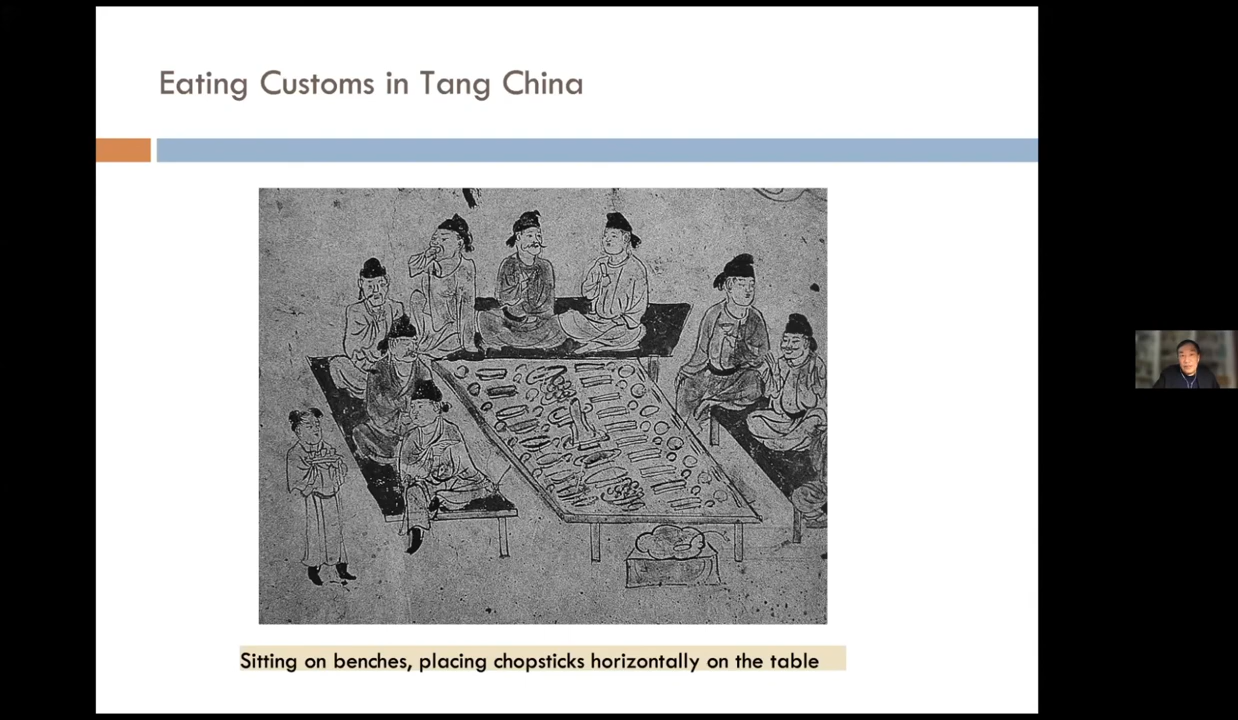 Eating Customs in Tang China
Sitting on benches, placing chopsticks horizontally on the table